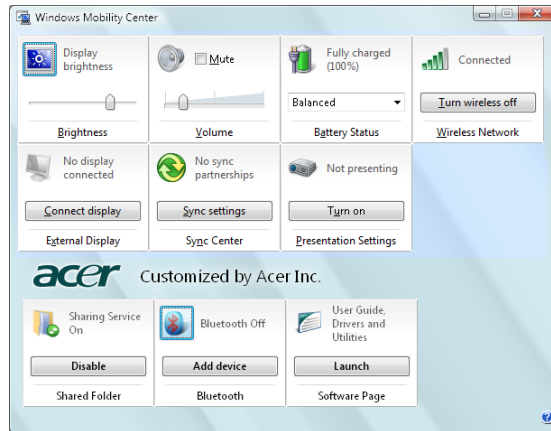 Windows Mobility Center
Display
brightness
Brightness
Mute
Volume
Fully charged
(100%)
Balanced
Battery Status
Connected
Turn wireless off
Wireless Network
No display
connected
Connect display
External Display
No sync
partnerships
Sync settings
Sync Center
Not presenting
Turn on
Presentation Settings
acer Customized by Acer Inc.
Sharing Service
On
Disable
Shared Folder
Bluetooth Off
Add device
Bluetooth
User Guide,
Drivers and
Utilities
Launch
Software Page